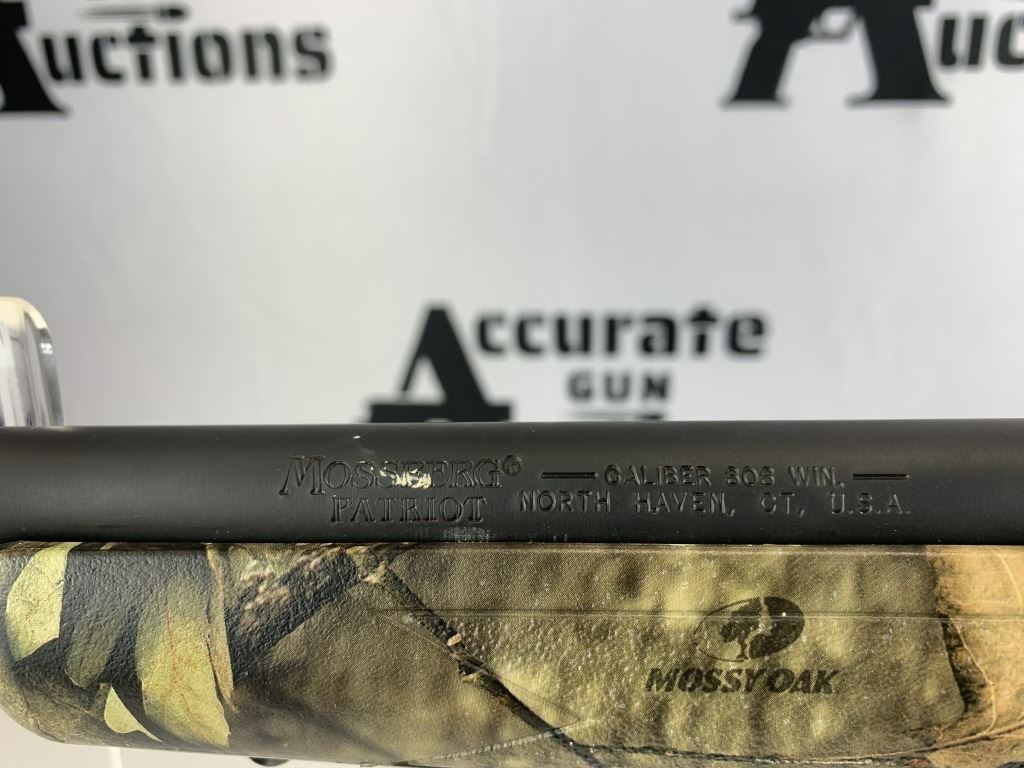 Auctions
Auc
Accurate
GUN
MOSSBERG® — CALIBER 308 WIN. —
PATRIOT NORTH HAVEN, CT, U.S.A.
MOSSY OAK